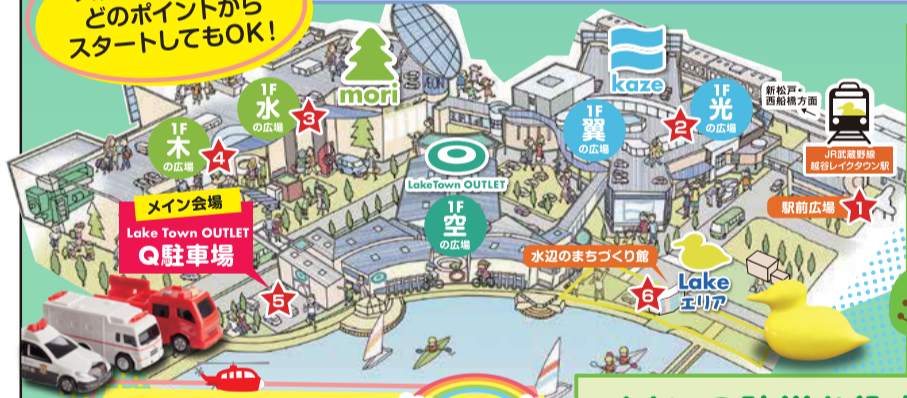 どのポイントから
スタートしてもOK!
mori
AEON
kaze
新松戸・
西船橋方面
JR武蔵野線
越谷レイクタウン駅
駅前広場
1
1F
光
の広場
2
1F
翼
の広場
1F
水
の広場
3
1F
木
の広場
4
LakeTown OUTLET
1F
空
の広場
メイン会場
Lake Town OUTLET
Q駐車場
5
水辺のまちづくり館
6
Lake
エリア